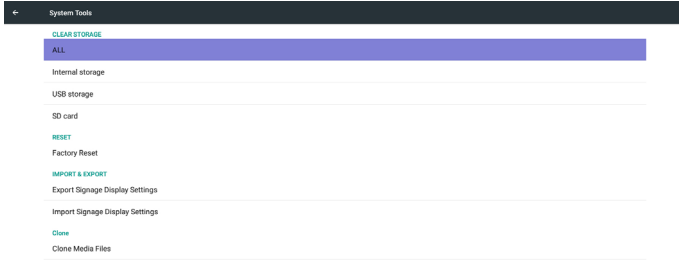 System Tools
CLEAR STORAGE
ALL
Internal storage
USB storage
SD card
RESET
Factory Reset
IMPORT & EXPORT
Export Signage Display Settings
Import Signage Display Settings
Clone
Clone Media Files